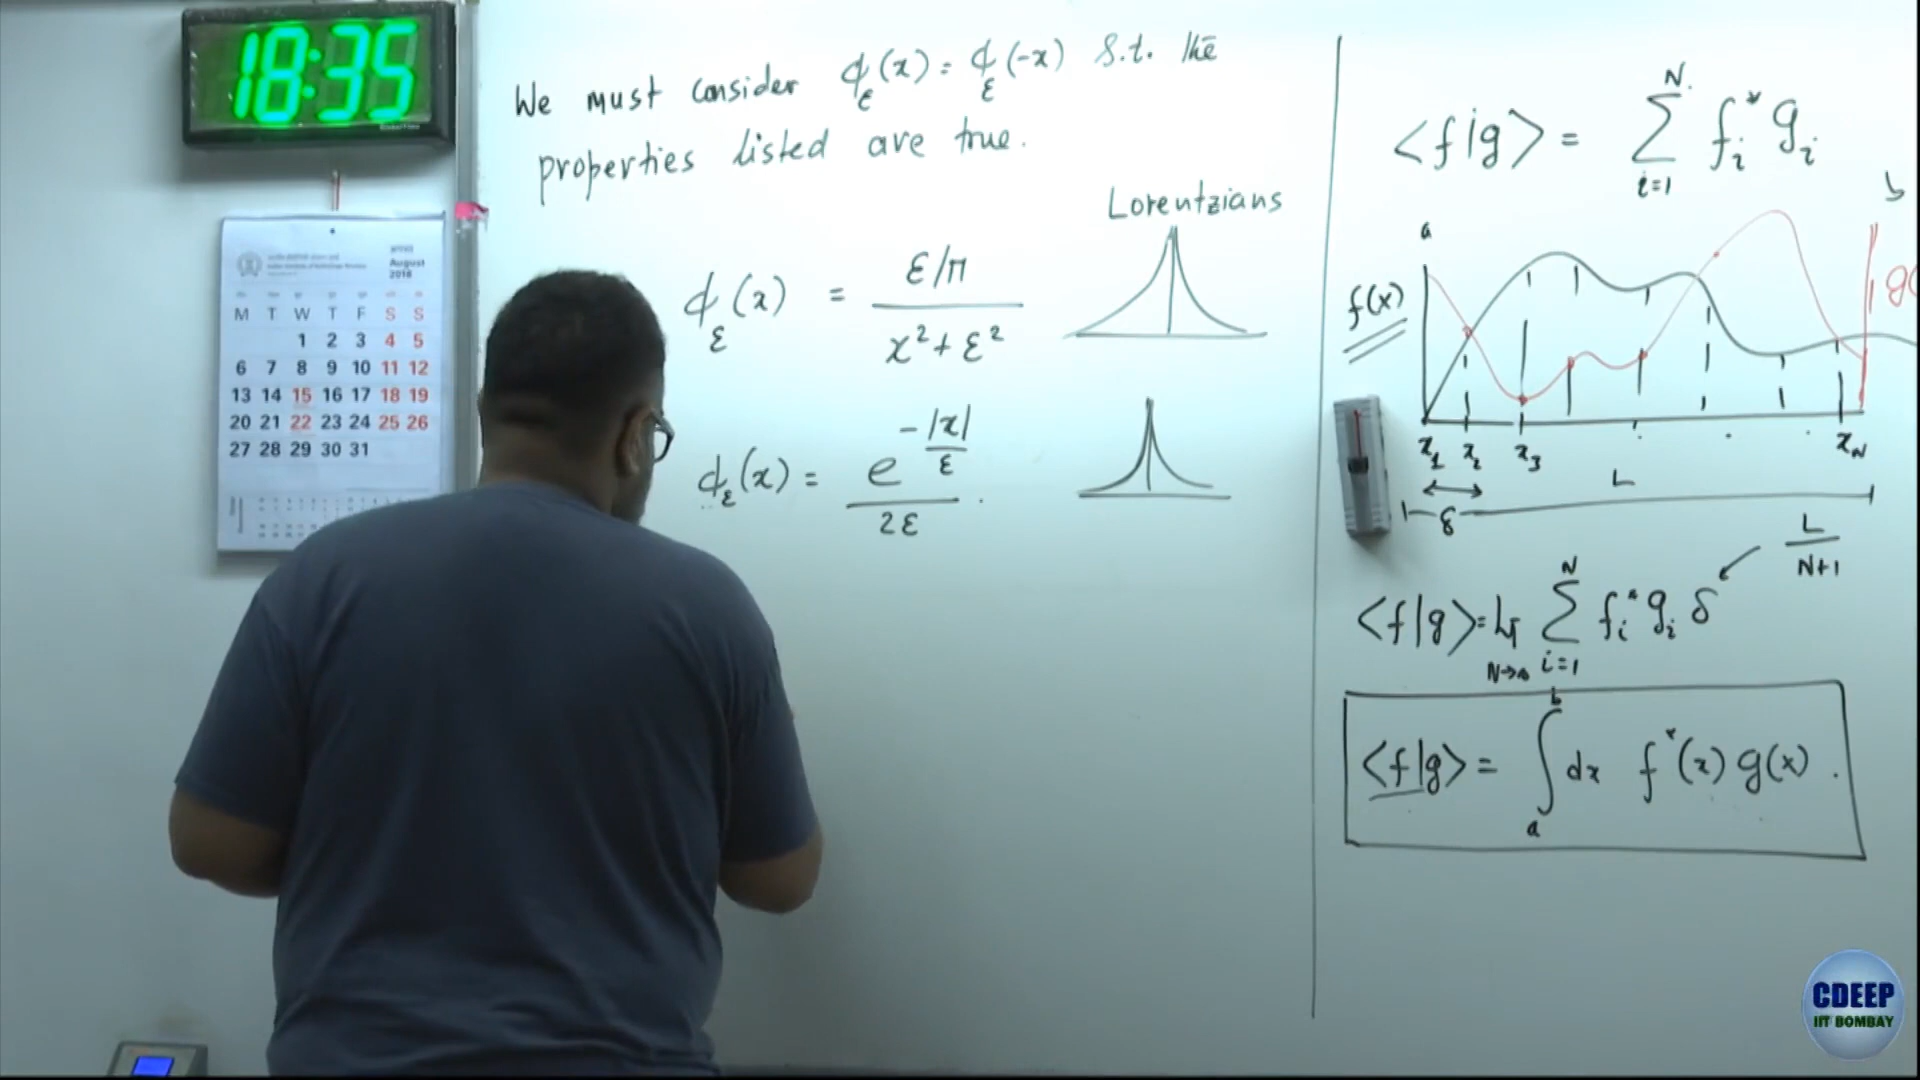 18:35
August
2018
M T W T F S S
1 2 3 4 5
6 7 8 9 10 11 12
13 14 15 16 17 18 19
20 21 22 23 24 25 26
27 28 29 30 31
We must consider ϕ_ε(x) = ϕ_ε(-x) s.t. the
properties listed are true.
Lorentzians
ϕ_ε(x) = (ε/π)/(x² + ε²)
ϕ_ε(x) = e^(-|x|/ε)/(2ε).
<f|g> = Σ_{i=1}^{N} f_i* g_i
a
b
f(x)
g(
x₁ x₂ x₃ x_N
L
δ
L/(N+1)
<f|g> = Lt_{N→∞} Σ_{i=1}^{N} f_i* g_i δ
<f|g> = ∫_a^b dx f*(x) g(x).
CDEEP
IIT BOMBAY